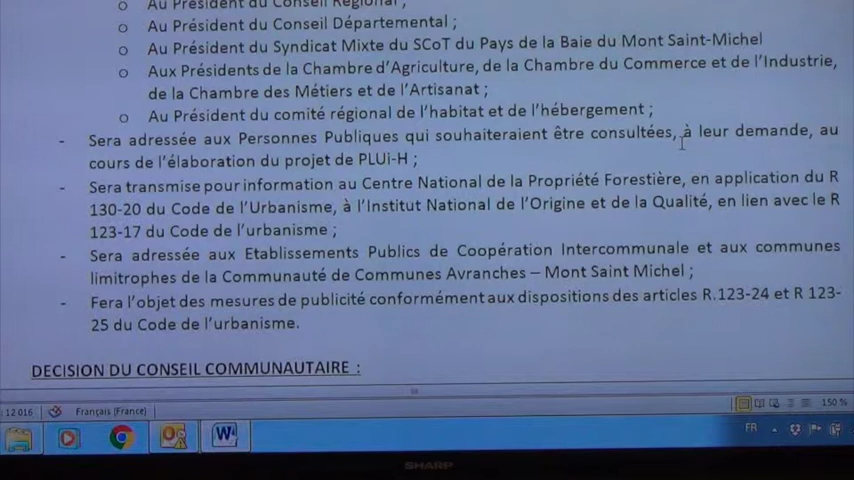 o Au Président du Conseil Régional ;
o Au Président du Conseil Départemental ;
o Au Président du Syndicat Mixte du SCoT du Pays de la Baie du Mont Saint-Michel
o Aux Présidents de la Chambre d'Agriculture, de la Chambre du Commerce et de l'Industrie,
de la Chambre des Métiers et de l'Artisanat ;
o Au Président du comité régional de l'habitat et de l'hébergement ;
- Sera adressée aux Personnes Publiques qui souhaiteraient être consultées, à leur demande, au
cours de l'élaboration du projet de PLUi-H ;
- Sera transmise pour information au Centre National de la Propriété Forestière, en application du R
130-20 du Code de l'Urbanisme, à l'Institut National de l'Origine et de la Qualité, en lien avec le R
123-17 du Code de l'urbanisme ;
- Sera adressée aux Etablissements Publics de Coopération Intercommunale et aux communes
limitrophes de la Communauté de Communes Avranches – Mont Saint Michel ;
- Fera l'objet des mesures de publicité conformément aux dispositions des articles R.123-24 et R 123-
25 du Code de l'urbanisme.
DECISION DU CONSEIL COMMUNAUTAIRE :
: 12 016 Français (France) 150 %
W FR
SHARP